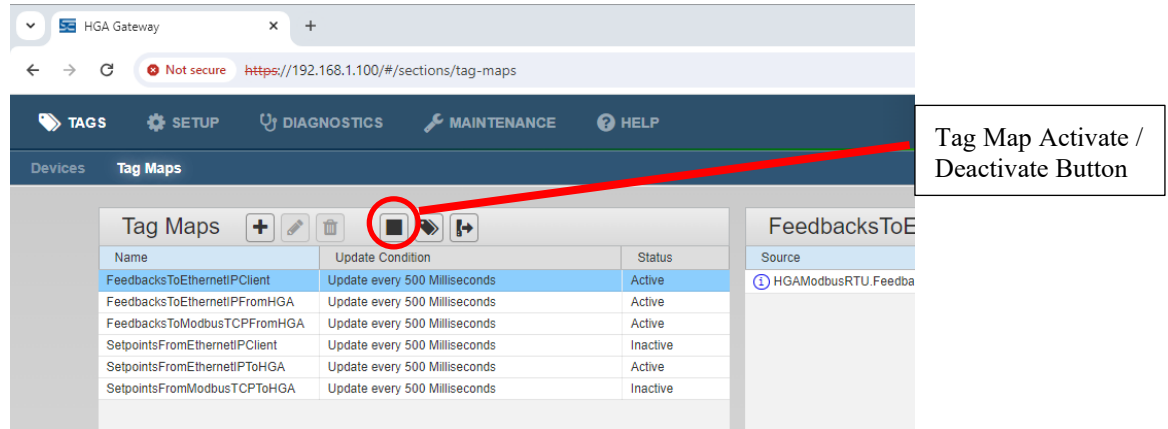 HGA Gateway
Not secure https://192.168.1.100/#/sections/tag-maps
TAGS SETUP DIAGNOSTICS MAINTENANCE HELP
Devices Tag Maps
Tag Map Activate /
Deactivate Button
Tag Maps
Name Update Condition Status
FeedbacksToEthernetIPClient Update every 500 Milliseconds Active
FeedbacksToEthernetIPFromHGA Update every 500 Milliseconds Active
FeedbacksToModbusTCPFromHGA Update every 500 Milliseconds Active
SetpointsFromEthernetIPClient Update every 500 Milliseconds Inactive
SetpointsFromEthernetIPToHGA Update every 500 Milliseconds Active
SetpointsFromModbusTCPToHGA Update every 500 Milliseconds Inactive
FeedbacksToE
Source
HGAModbusRTU.Feedba